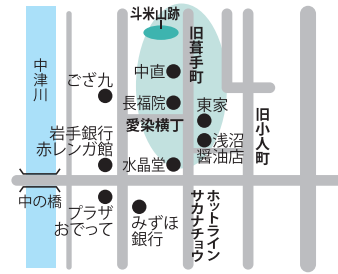 斗米山跡
旧葺手町
中津川
ござ九
中直
長福院
東家
愛染横丁
旧小人町
岩手銀行
赤レンガ館
浅沼
醤油店
水晶堂
中の橋
プラザ
おでって
みずほ
銀行
ホットライン
サカナチョウ